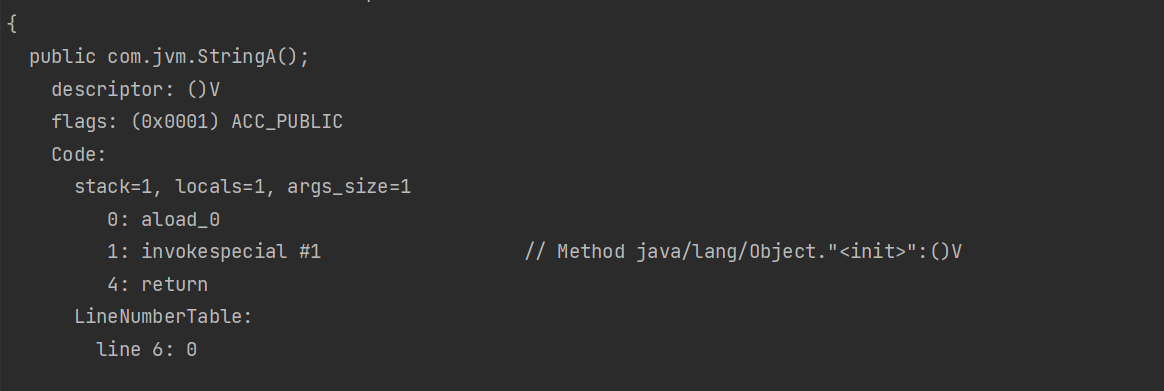 {
  public com.jvm.StringA();
    descriptor: ()V
    flags: (0x0001) ACC_PUBLIC
    Code:
      stack=1, locals=1, args_size=1
         0: aload_0
         1: invokespecial #1                  // Method java/lang/Object."<init>":()V
         4: return
      LineNumberTable:
        line 6: 0